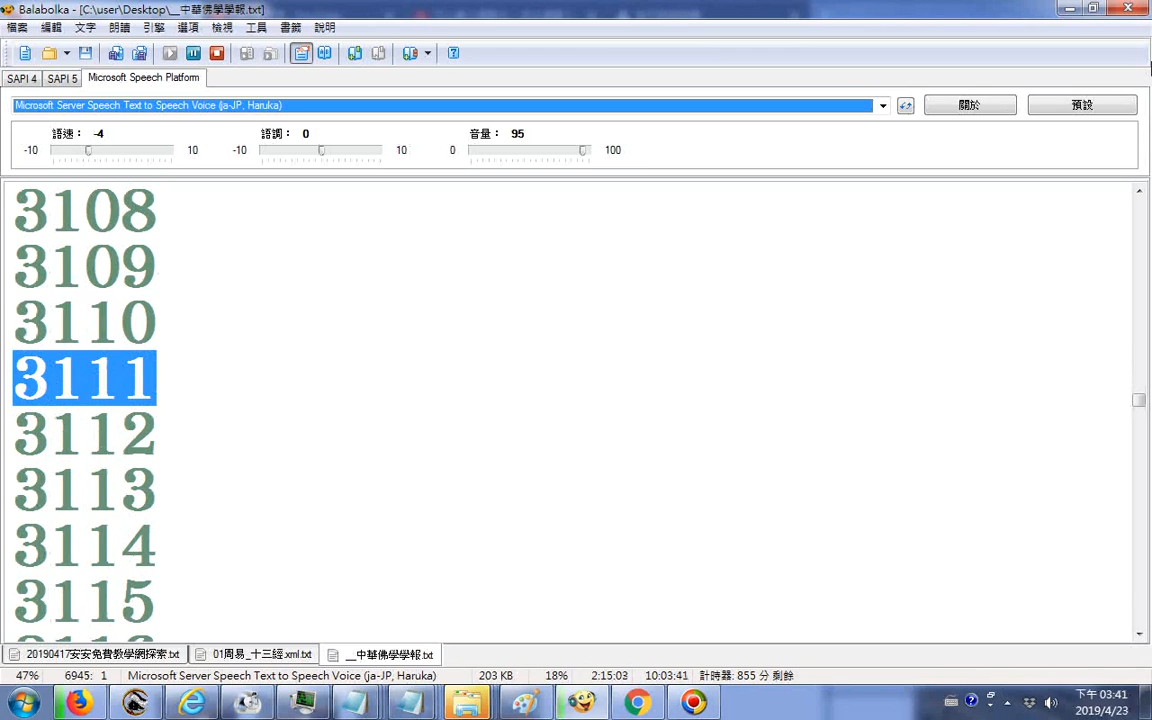 Balabolka - [C:\user\Desktop\__中華佛學學報.txt]
檔案 編輯 文字 朗讀 引擎 選項 檢視 工具 書籤 說明
SAPI 4 SAPI 5 Microsoft Speech Platform
Microsoft Server Speech Text to Speech Voice (ja-JP, Haruka) 關於 預設
語速： -4 語調： 0 音量： 95
-10 10 -10 10 0 100
3108
3109
3110
3111
3112
3113
3114
3115
3116
20190417安安免費教學網探索.txt 01周易_十三經.xml.txt __中華佛學學報.txt
47% 6945: 1 Microsoft Server Speech Text to Speech Voice (ja-JP, Haruka) 203 KB 18% 2:15:03 10:03:41 計時器: 855 分 剩餘
下午 03:41
2019/4/23